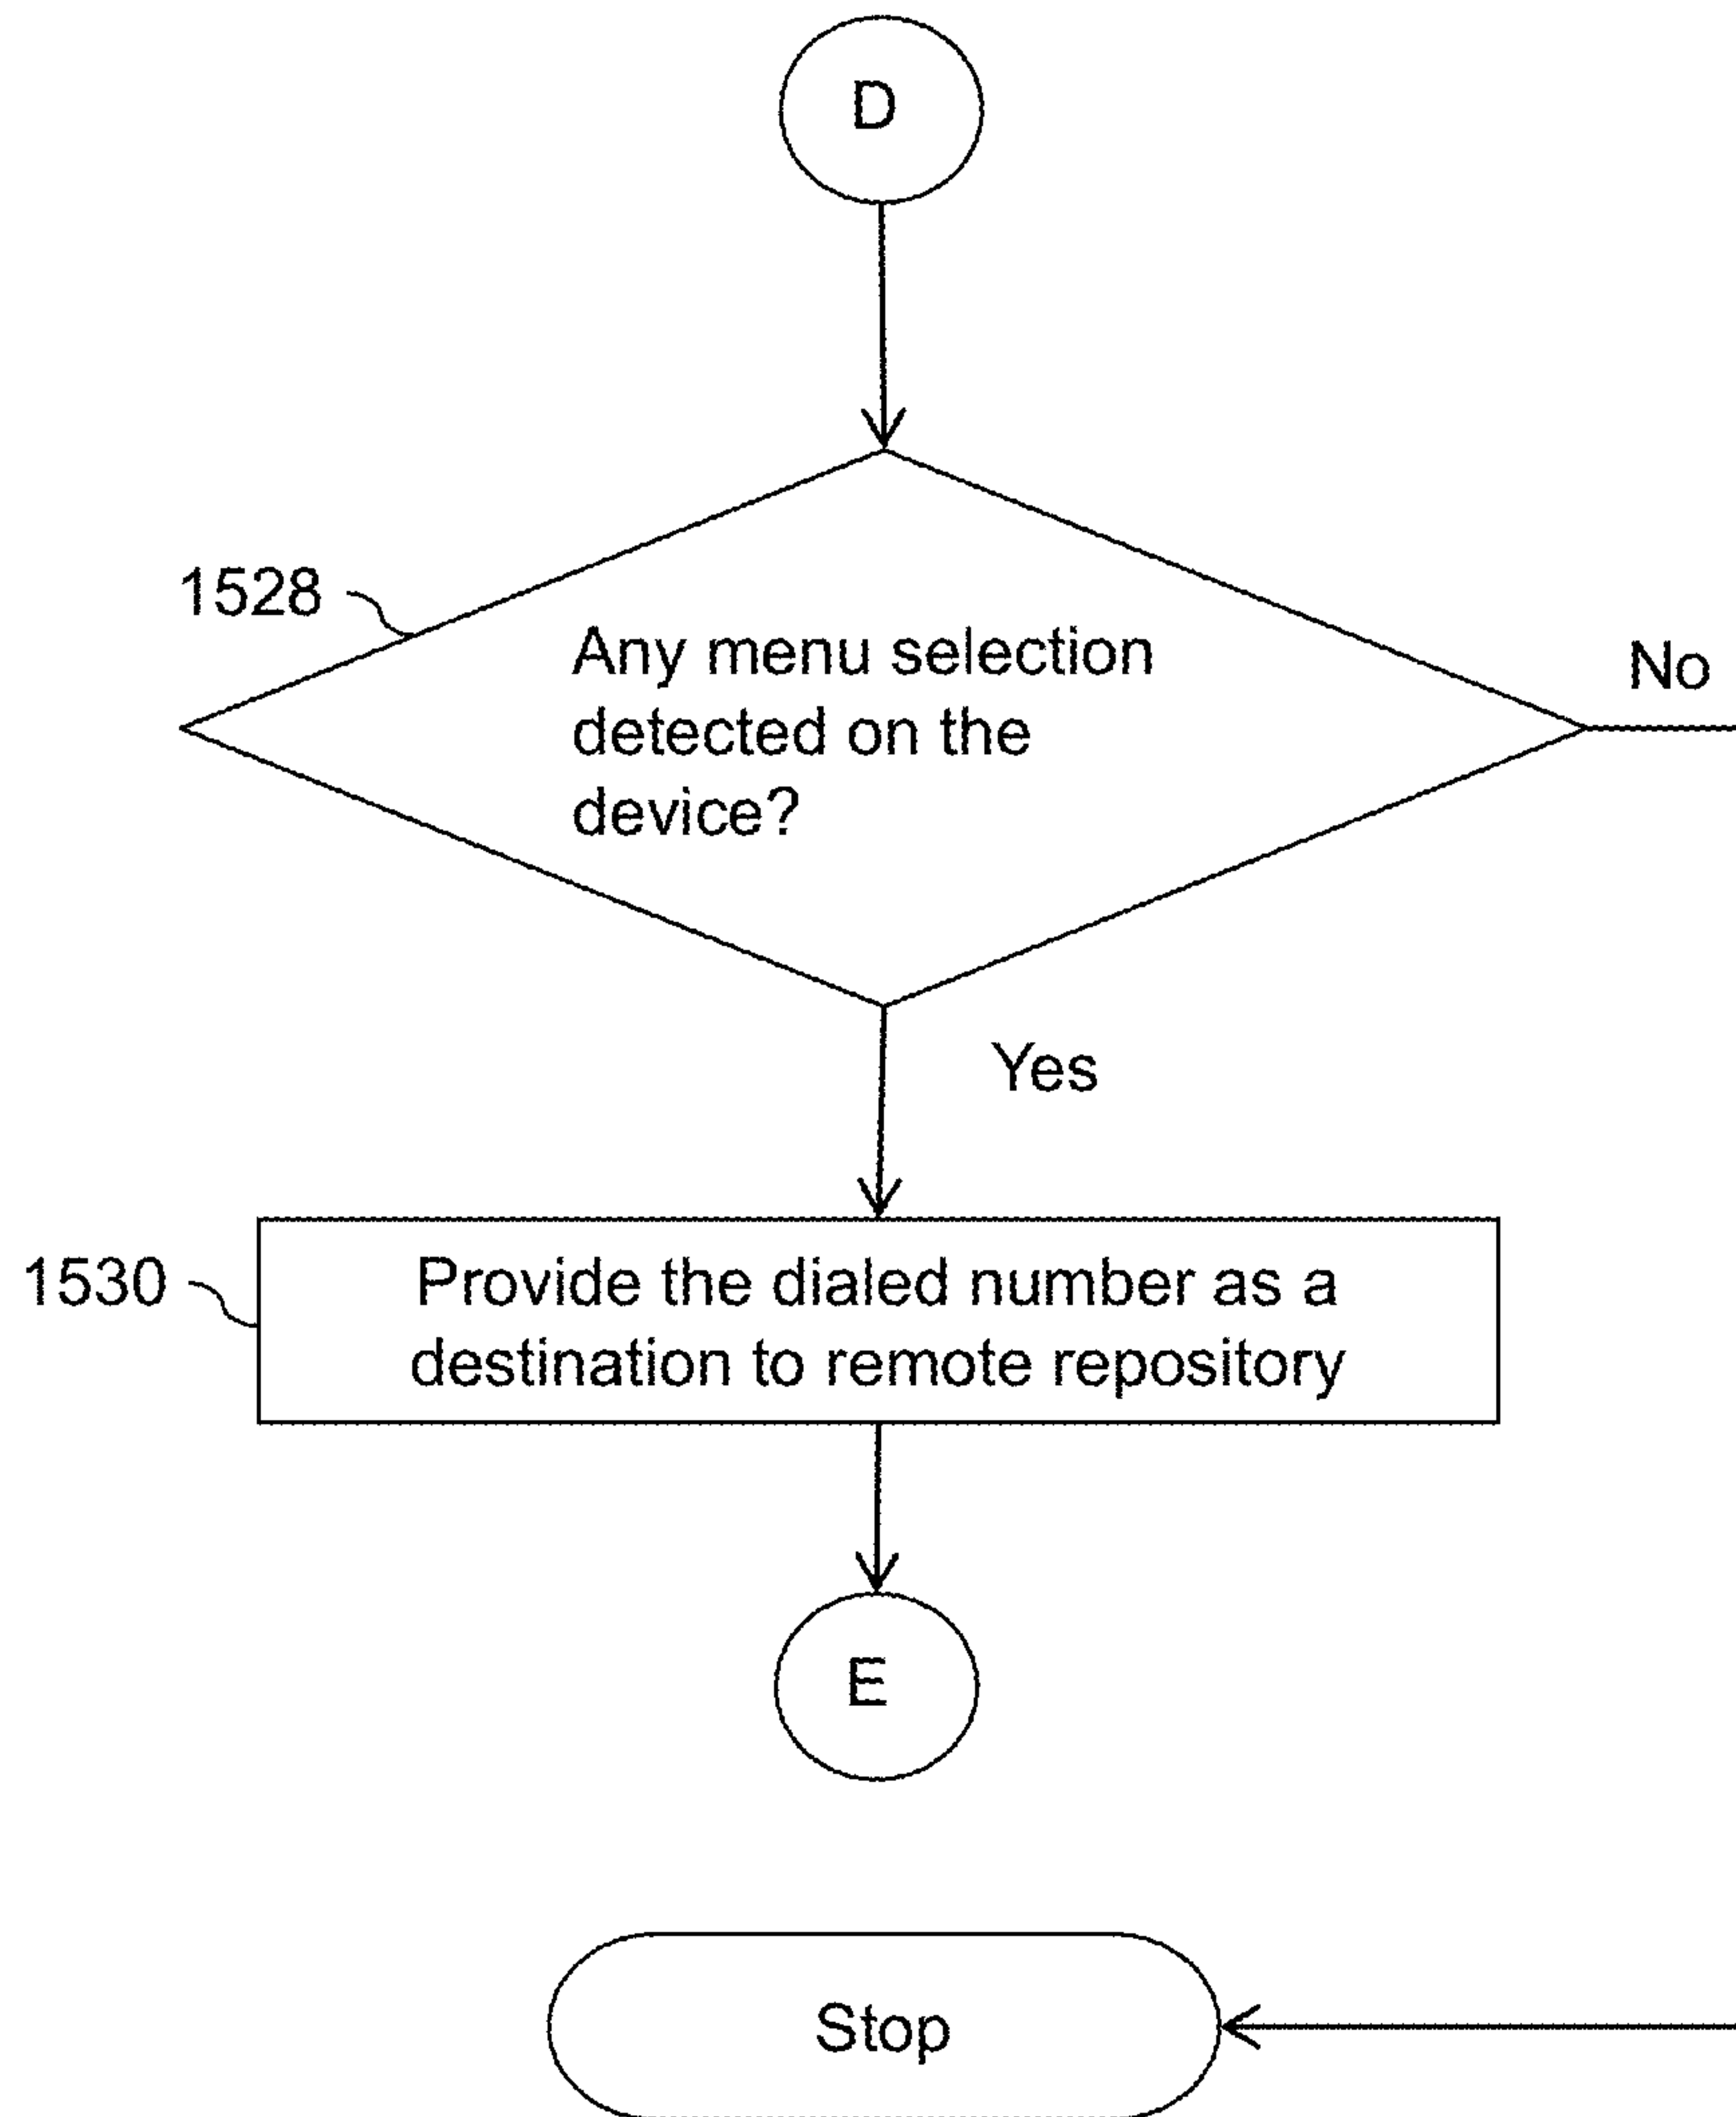 D
1528
Any menu selection
detected on the
device?
No
Yes
1530
Provide the dialed number as a
destination to remote repository
E
Stop